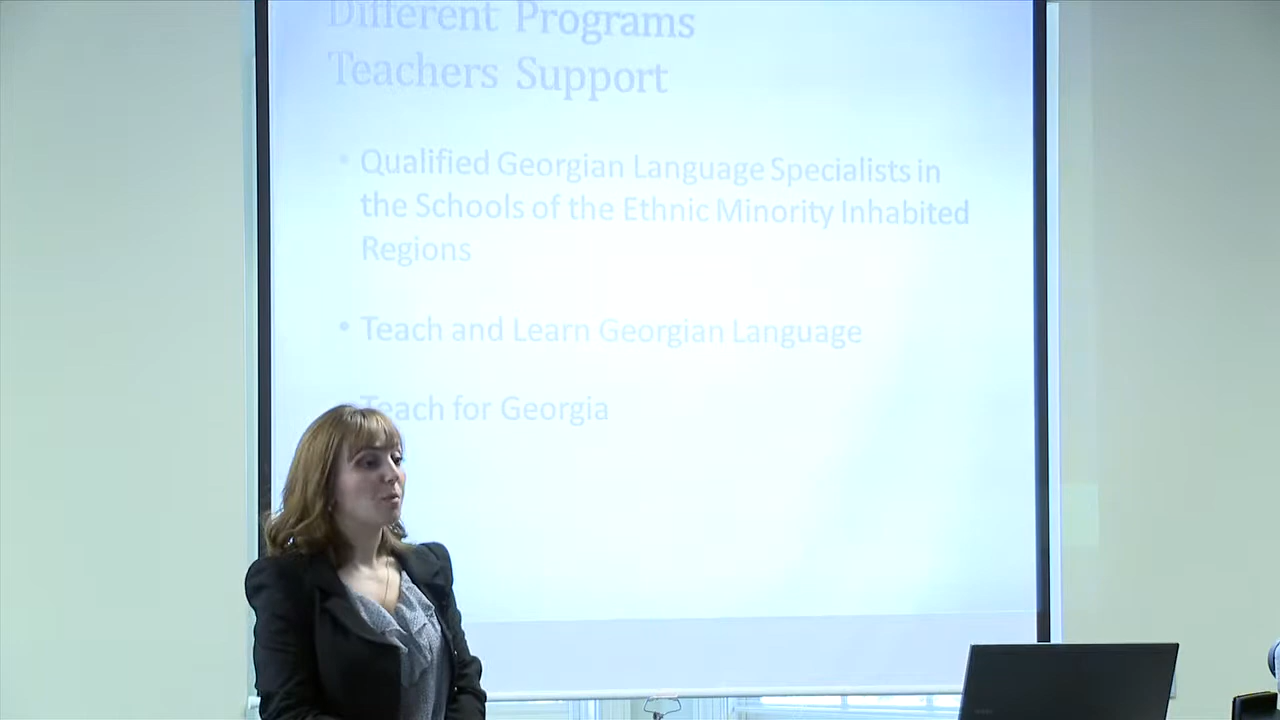 Different Programs
Teachers Support
• Qualified Georgian Language Specialists in
the Schools of the Ethnic Minority Inhabited
Regions
• Teach and Learn Georgian Language
Teach for Georgia